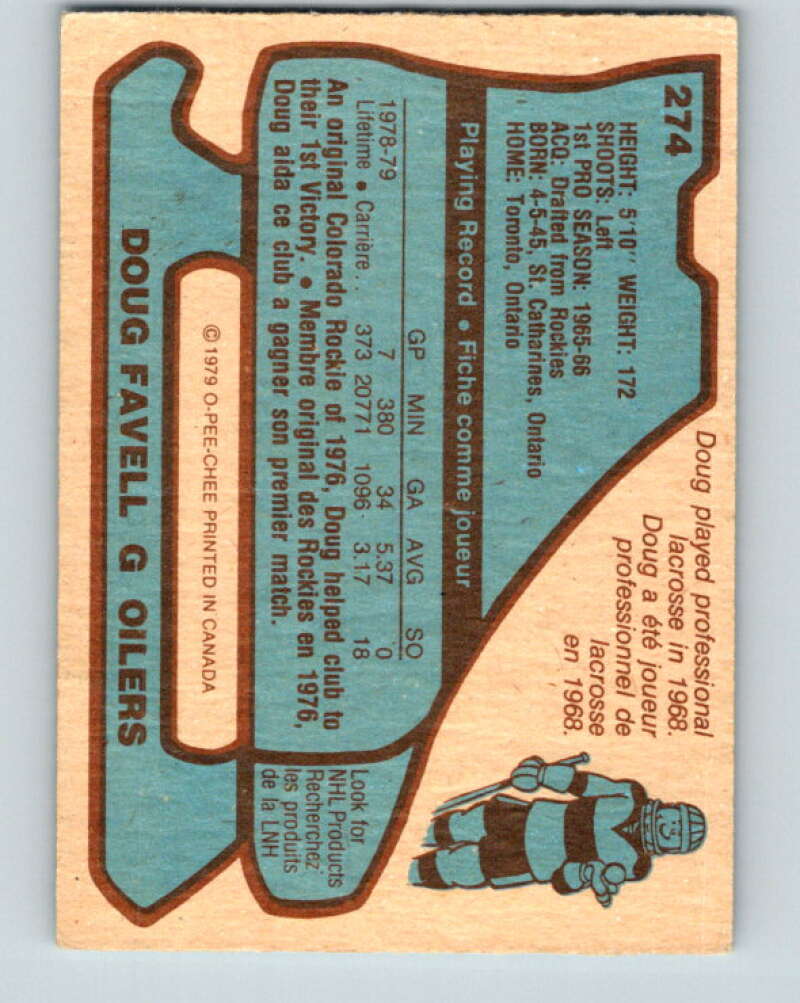 274
HEIGHT: 5'10" WEIGHT: 172
SHOOTS: Left
1st PRO SEASON: 1965-66
ACQ: Drafted from Rockies
BORN: 4-5-45, St. Catharines, Ontario
HOME: Toronto, Ontario
Doug played professional
lacrosse in 1968.
Doug a été joueur
professionnel de
lacrosse
en 1968.
Playing Record • Fiche comme joueur
GP MIN GA AVG SO
1978-79 7 380 34 5.37 0
Lifetime • Carrière . . 373 20771 1096 3.17 18
An original Colorado Rockie of 1976, Doug helped club to
their 1st Victory. • Membre original des Rockies en 1976,
Doug aida ce club a gagner son premier match.
Look for
NHL Products
Recherchez
les produits
de la LNH
© 1979 O-PEE-CHEE PRINTED IN CANADA
DOUG FAVELL G OILERS